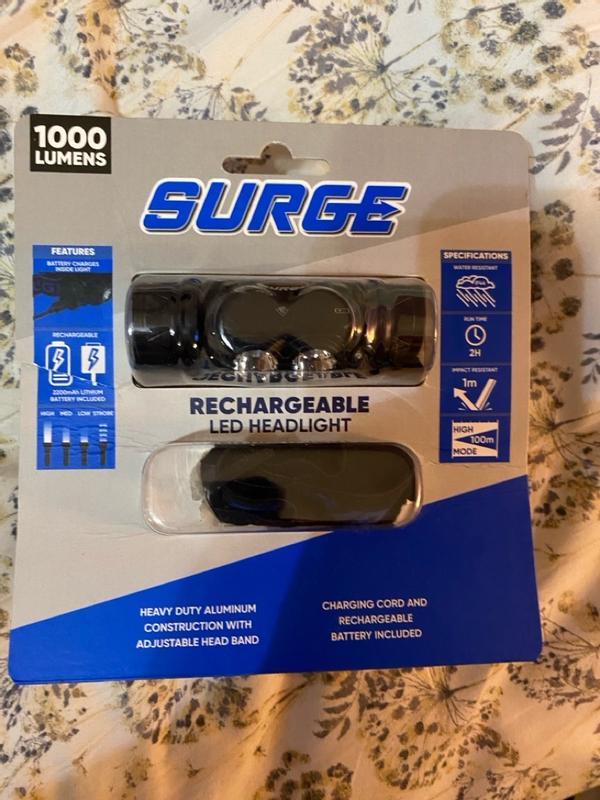 1000
LUMENS
SURGE
FEATURES
BATTERY CHARGES
INSIDE LIGHT
RECHARGEABLE
2200mAh LITHIUM
BATTERY INCLUDED
HIGH MED LOW STROBE
SPECIFICATIONS
WATER RESISTANT
RUN TIME
2H
IMPACT RESISTANT
1m
HIGH
100m
MODE
RECHARGEABLE
LED HEADLIGHT
HEAVY DUTY ALUMINUM
CONSTRUCTION WITH
ADJUSTABLE HEAD BAND
CHARGING CORD AND
RECHARGEABLE
BATTERY INCLUDED